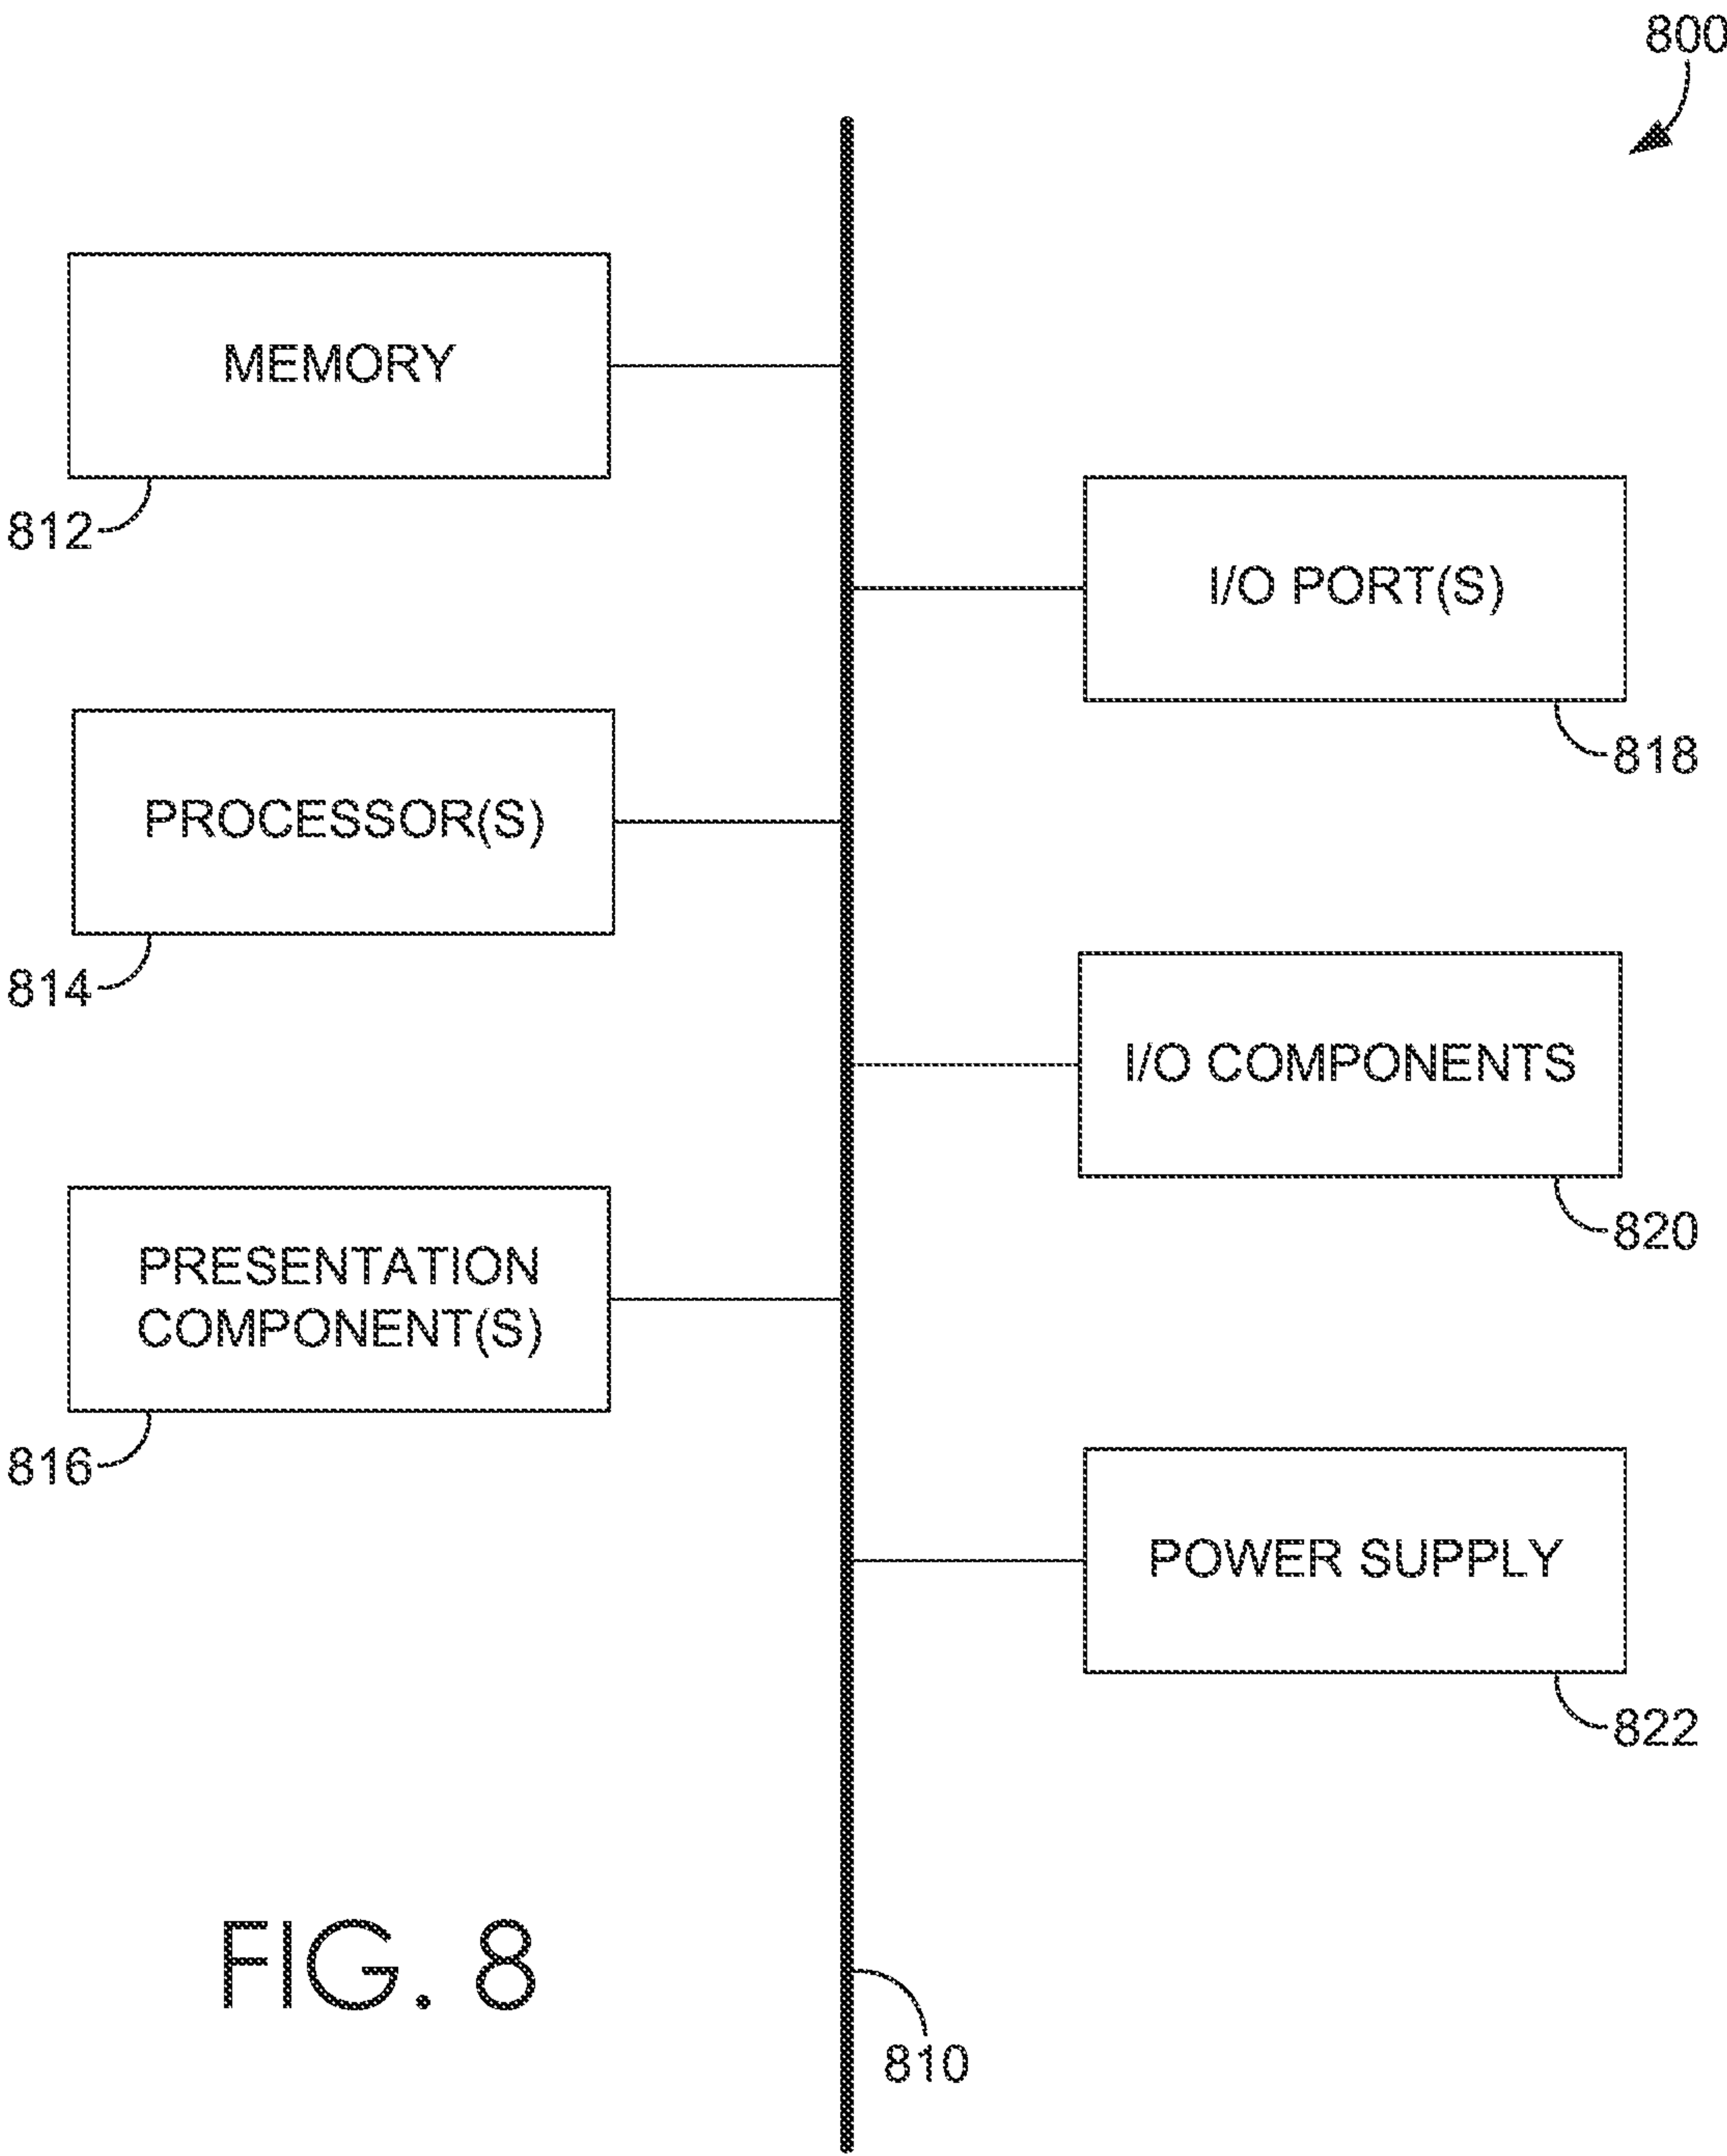 800
MEMORY
812
I/O PORT(S)
818
PROCESSOR(S)
814
I/O COMPONENTS
820
PRESENTATION
COMPONENT(S)
816
POWER SUPPLY
822
FIG. 8
810